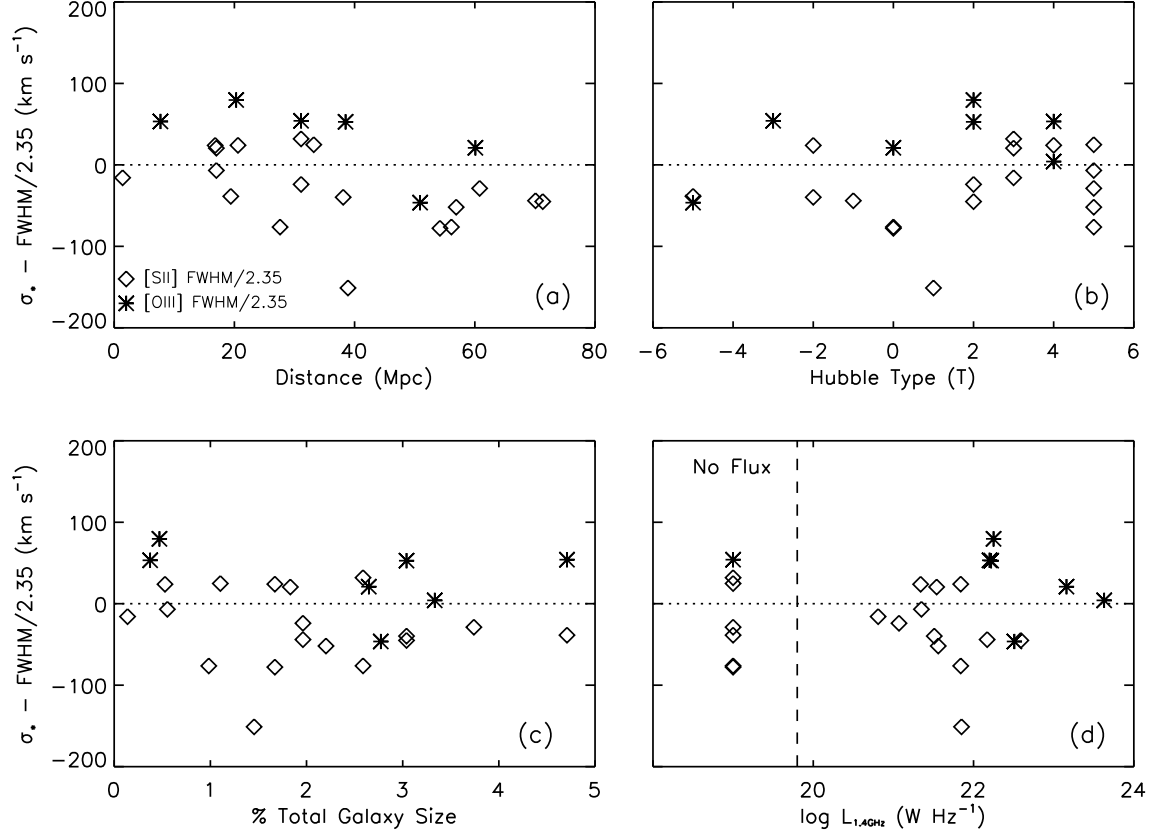 200
100
0
−100
−200
σ* − FWHM/2.35 (km s⁻¹)
[SII] FWHM/2.35
[OIII] FWHM/2.35
(a)
0 20 40 60 80
Distance (Mpc)
(b)
−6 −4 −2 0 2 4 6
Hubble Type (T)
200
100
0
−100
−200
σ* − FWHM/2.35 (km s⁻¹)
(c)
0 1 2 3 4 5
% Total Galaxy Size
No Flux
(d)
20 22 24
log L1.4GHz (W Hz⁻¹)